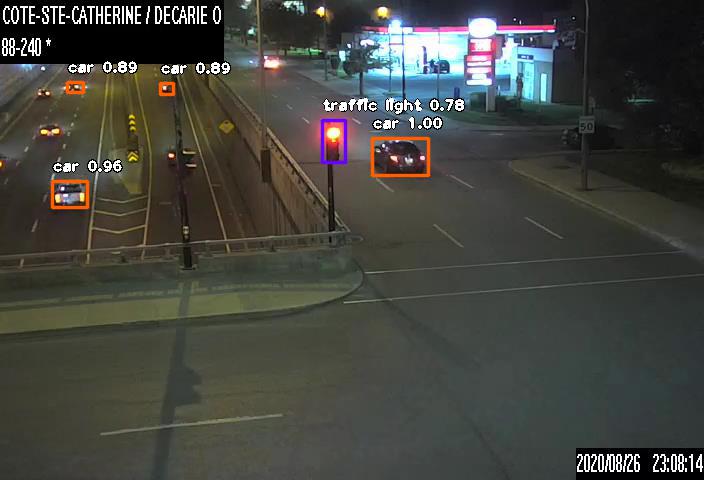 COTE-STE-CATHERINE / DECARIE O
88-240 *
car 0.89
car 0.89
traffic light 0.78
car 1.00
car 0.96
50
2020/08/26 23:08:14